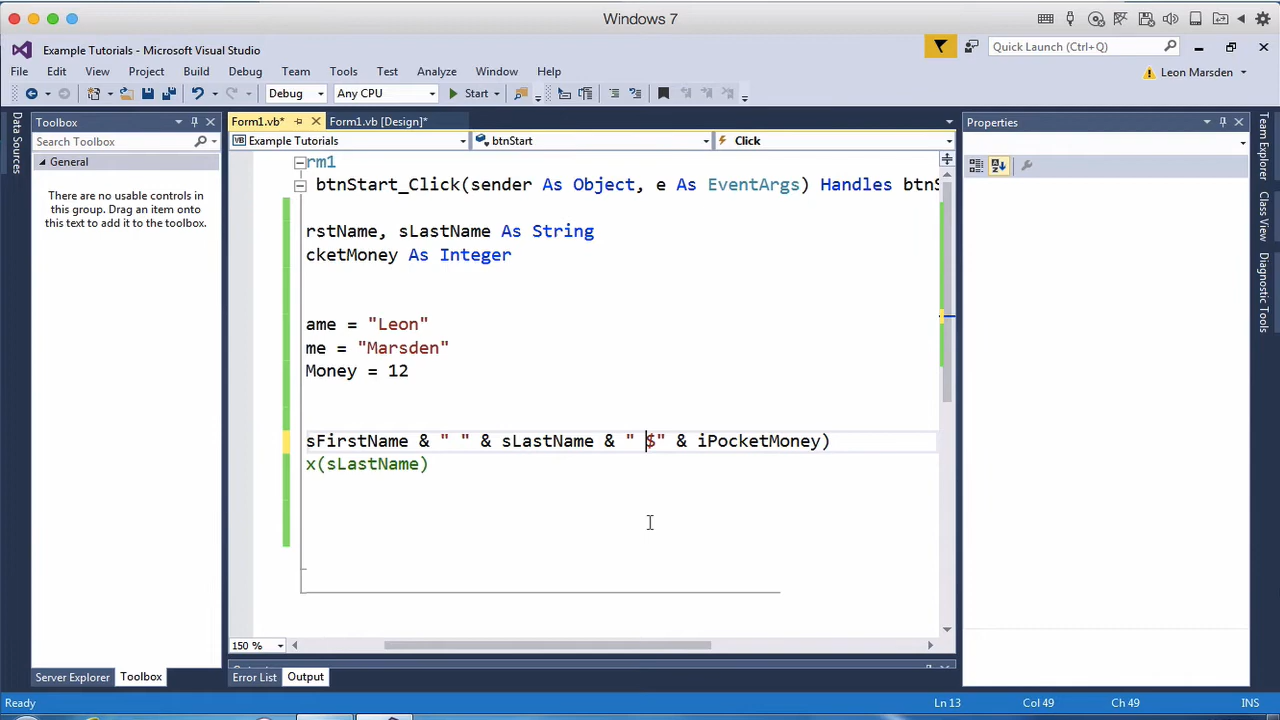 Windows 7
Example Tutorials - Microsoft Visual Studio
Quick Launch (Ctrl+Q)
File Edit View Project Build Debug Team Tools Test Analyze Window Help
Leon Marsden
Debug Any CPU Start
Toolbox
Form1.vb* Form1.vb [Design]*
Properties
Search Toolbox
Example Tutorials btnStart Click
General
There are no usable controls in
this group. Drag an item onto
this text to add it to the toolbox.
Data Sources
rm1
btnStart_Click(sender As Object, e As EventArgs) Handles btnS
rstName, sLastName As String
cketMoney As Integer
ame = "Leon"
me = "Marsden"
Money = 12
sFirstName & " " & sLastName & " $" & iPocketMoney)
x(sLastName)
Team Explorer
Class View
Diagnostic Tools
150 %
Server Explorer Toolbox
Error List Output
Ready Ln 13 Col 49 Ch 49 INS